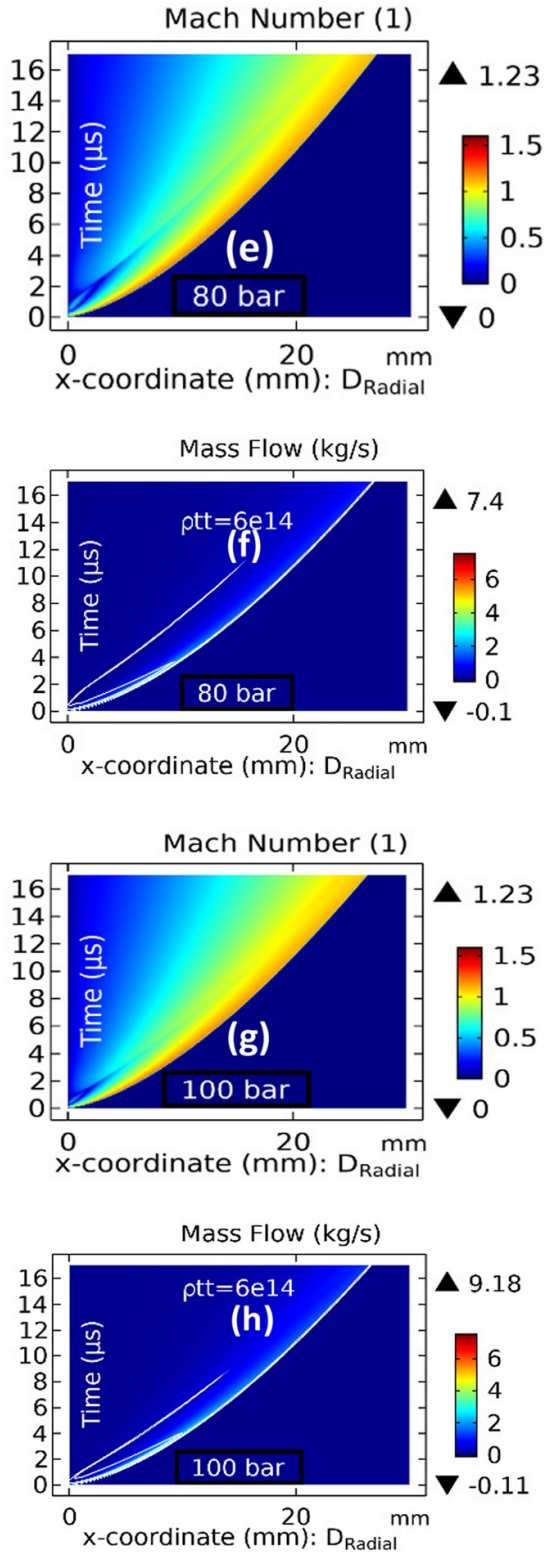 Mach Number (1)
16
14
12
10
8
6
4
2
0
Time (μs)
(e)
80 bar
0
20
mm
x-coordinate (mm): DRadial
▲ 1.23
1.5
1
0.5
0
▼ 0
Mass Flow (kg/s)
16
14
12
10
8
6
4
2
0
Time (μs)
ρtt=6e14
(f)
80 bar
0
20
mm
x-coordinate (mm): DRadial
▲ 7.4
6
4
2
0
▼ -0.1
Mach Number (1)
16
14
12
10
8
6
4
2
0
Time (μs)
(g)
100 bar
0
20
mm
x-coordinate (mm): DRadial
▲ 1.23
1.5
1
0.5
0
▼ 0
Mass Flow (kg/s)
16
14
12
10
8
6
4
2
0
Time (μs)
ρtt=6e14
(h)
100 bar
0
20
mm
x-coordinate (mm): DRadial
▲ 9.18
6
4
2
0
▼ -0.11